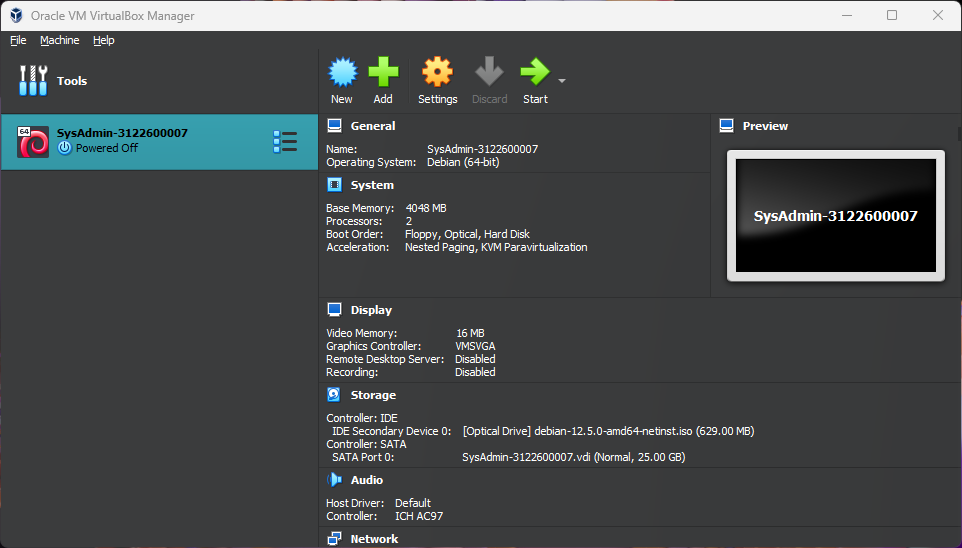 Oracle VM VirtualBox Manager
File Machine Help
Tools
New Add Settings Discard Start
64
SysAdmin-3122600007
Powered Off
General
Name: SysAdmin-3122600007
Operating System: Debian (64-bit)
Preview
SysAdmin-3122600007
System
Base Memory: 4048 MB
Processors: 2
Boot Order: Floppy, Optical, Hard Disk
Acceleration: Nested Paging, KVM Paravirtualization
Display
Video Memory: 16 MB
Graphics Controller: VMSVGA
Remote Desktop Server: Disabled
Recording: Disabled
Storage
Controller: IDE
IDE Secondary Device 0: [Optical Drive] debian-12.5.0-amd64-netinst.iso (629.00 MB)
Controller: SATA
SATA Port 0: SysAdmin-3122600007.vdi (Normal, 25.00 GB)
Audio
Host Driver: Default
Controller: ICH AC97
Network